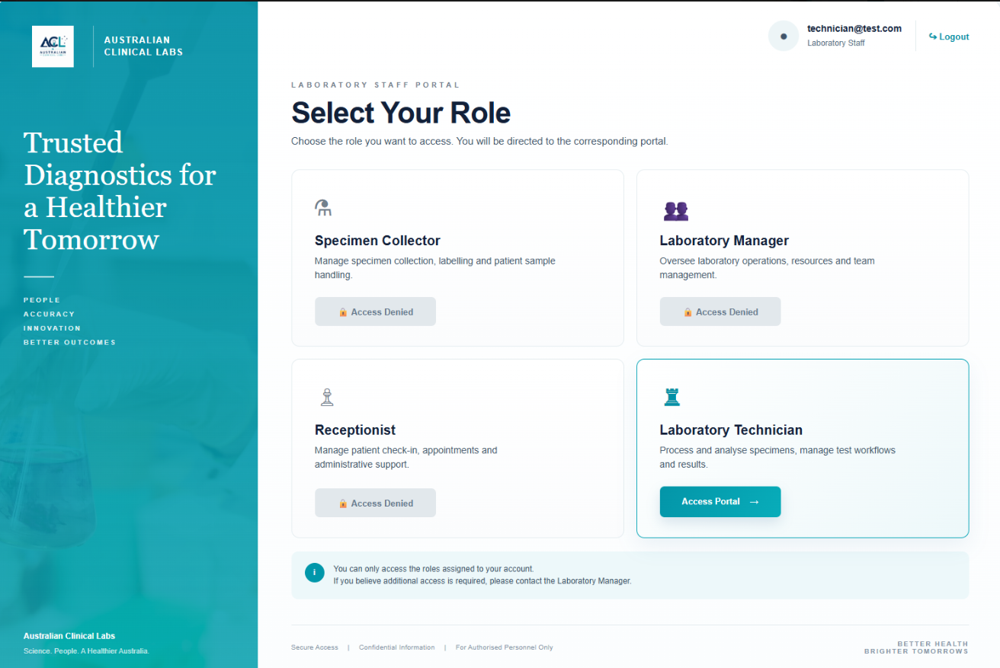 ACL
AUSTRALIAN
AUSTRALIAN
CLINICAL LABS
Trusted
Diagnostics for
a Healthier
Tomorrow
PEOPLE
ACCURACY
INNOVATION
BETTER OUTCOMES
Australian Clinical Labs
Science. People. A Healthier Australia.
technician@test.com
Laboratory Staff
Logout
LABORATORY STAFF PORTAL
Select Your Role
Choose the role you want to access. You will be directed to the corresponding portal.
Specimen Collector
Manage specimen collection, labelling and patient sample
handling.
Access Denied
Laboratory Manager
Oversee laboratory operations, resources and team
management.
Access Denied
Receptionist
Manage patient check-in, appointments and
administrative support.
Access Denied
Laboratory Technician
Process and analyse specimens, manage test workflows
and results.
Access Portal →
i
You can only access the roles assigned to your account.
If you believe additional access is required, please contact the Laboratory Manager.
Secure Access | Confidential Information | For Authorised Personnel Only
BETTER HEALTH
BRIGHTER TOMORROWS